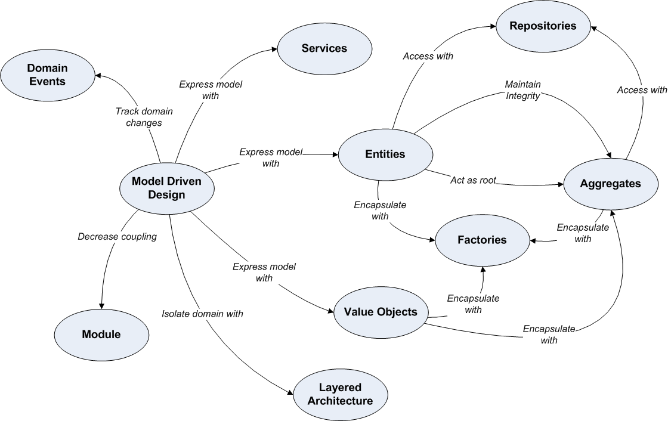 Repositories
Services
Access with
Domain
Events
Express model
with
Maintain
Integrity
Access with
Track domain
changes
Express model
with
Entities
Model Driven
Design
Act as root
Aggregates
Encapsulate
with
Encapsulate
with
Decrease coupling
Factories
Express model
with
Encapsulate
with
Isolate domain with
Value Objects
Module
Encapsulate
with
Layered
Architecture